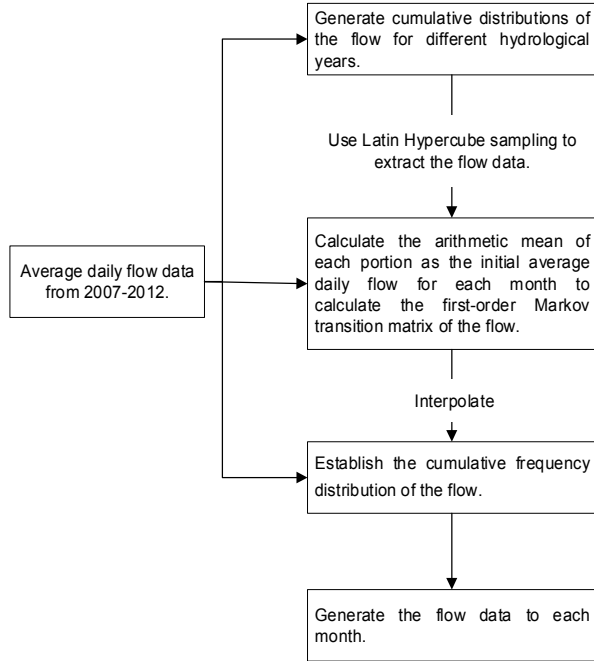 Generate cumulative distributions of
the flow for different hydrological
years.
Use Latin Hypercube sampling to
extract the flow data.
Average daily flow data
from 2007-2012.
Calculate the arithmetic mean of
each portion as the initial average
daily flow for each month to
calculate the first-order Markov
transition matrix of the flow.
Interpolate
Establish the cumulative frequency
distribution of the flow.
Generate the flow data to each
month.